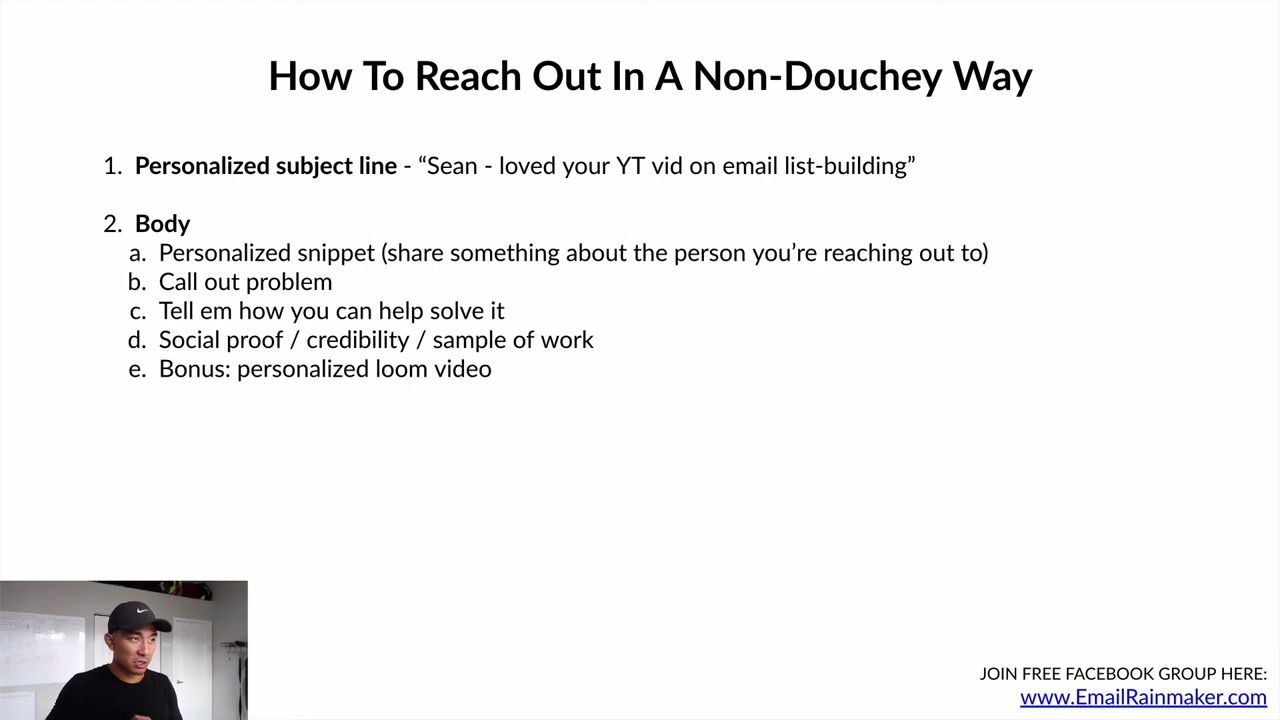 How To Reach Out In A Non-Douchey Way
1. Personalized subject line - “Sean - loved your YT vid on email list-building”
2. Body
a. Personalized snippet (share something about the person you’re reaching out to)
b. Call out problem
c. Tell em how you can help solve it
d. Social proof / credibility / sample of work
e. Bonus: personalized loom video
JOIN FREE FACEBOOK GROUP HERE:
www.EmailRainmaker.com